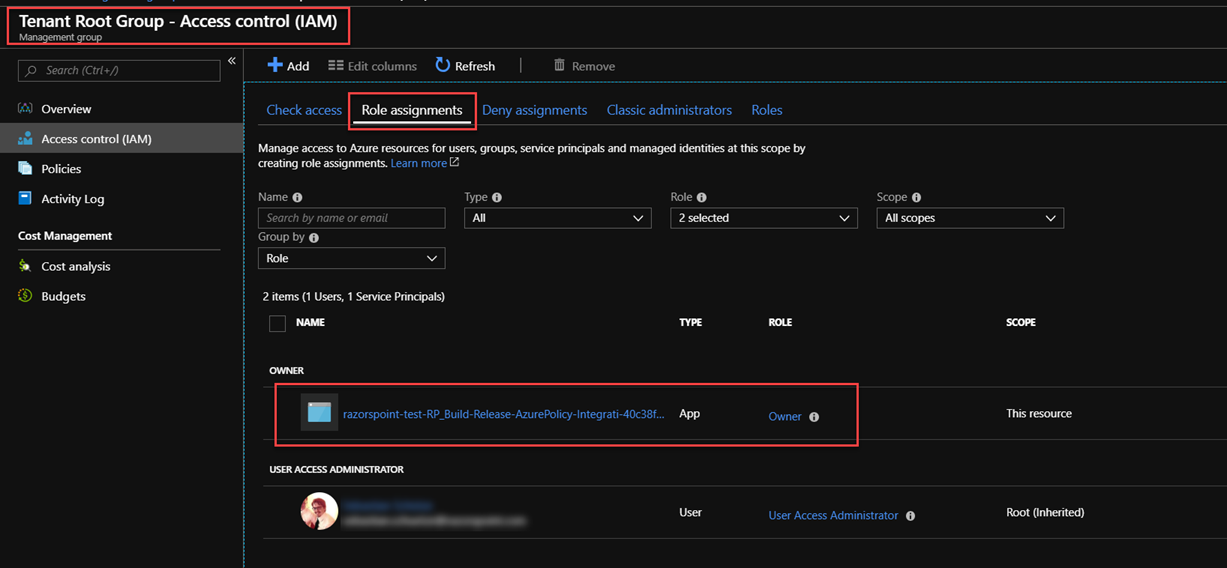 Tenant Root Group - Access control (IAM)
Management group
Search (Ctrl+/)
«
Overview
Access control (IAM)
Policies
Activity Log
Cost Management
Cost analysis
Budgets
Add
Edit columns
Refresh
Remove
Check access
Role assignments
Deny assignments
Classic administrators
Roles
Manage access to Azure resources for users, groups, service principals and managed identities at this scope by
creating role assignments. Learn more
Name
Type
Role
Scope
Search by name or email
All
2 selected
All scopes
Group by
Role
2 items (1 Users, 1 Service Principals)
NAME
TYPE
ROLE
SCOPE
OWNER
razorspoint-test-RP_Build-Release-AzurePolicy-Integrati-40c38f...
App
Owner
This resource
USER ACCESS ADMINISTRATOR
User
User Access Administrator
Root (Inherited)